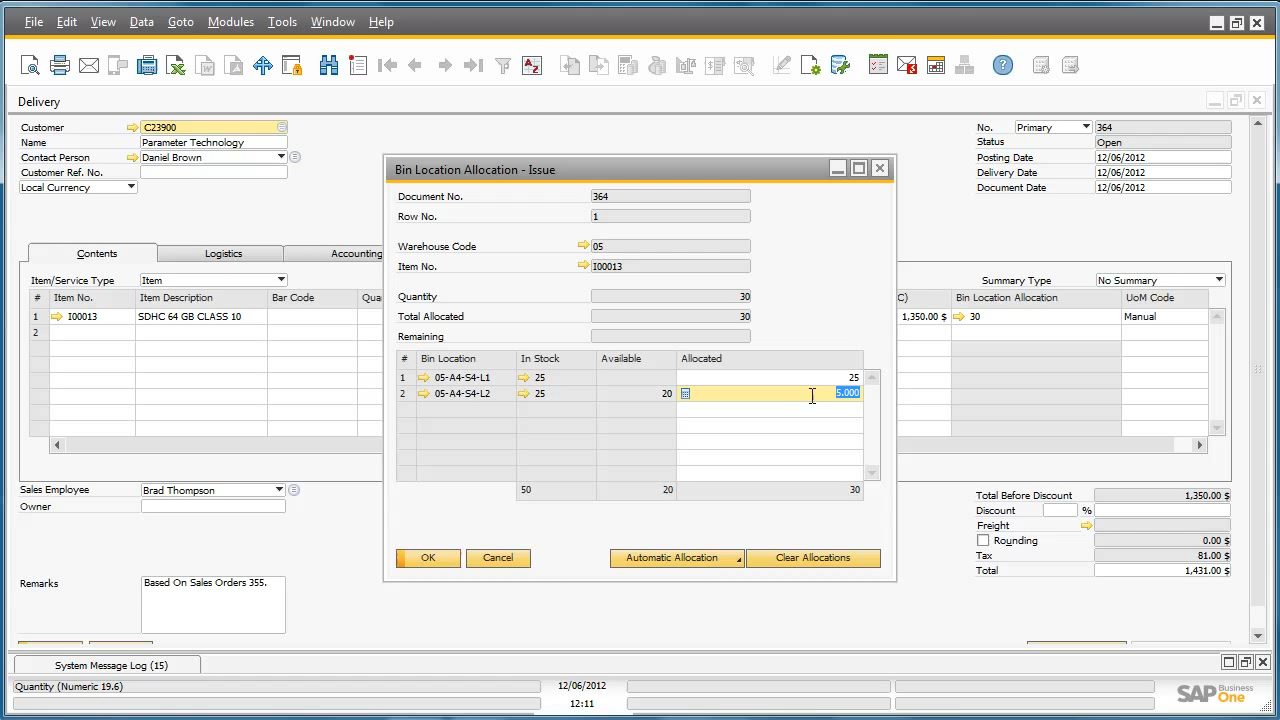 File Edit View Data Goto Modules Tools Window Help
Delivery
Customer C23900
Name Parameter Technology
Contact Person Daniel Brown
Customer Ref. No.
Local Currency
No. Primary 364
Status Open
Posting Date 12/06/2012
Delivery Date 12/06/2012
Document Date 12/06/2012
Contents Logistics Accounting
Item/Service Type Item
Summary Type No Summary
# Item No. Item Description Bar Code Qua C) Bin Location Allocation UoM Code
1 I00013 SDHC 64 GB CLASS 10 1,350.00 $ 30 Manual
2
Bin Location Allocation - Issue
Document No. 364
Row No. 1
Warehouse Code 05
Item No. I00013
Quantity 30
Total Allocated 30
Remaining
# Bin Location In Stock Available Allocated
1 05-A4-S4-L1 25 25
2 05-A4-S4-L2 25 20 5.000
50 20 30
OK Cancel Automatic Allocation Clear Allocations
Sales Employee Brad Thompson
Owner
Remarks Based On Sales Orders 355.
Total Before Discount 1,350.00 $
Discount %
Freight
Rounding 0.00 $
Tax 81.00 $
Total 1,431.00 $
System Message Log (15)
Quantity (Numeric 19.6) 12/06/2012
12:11
SAP Business One